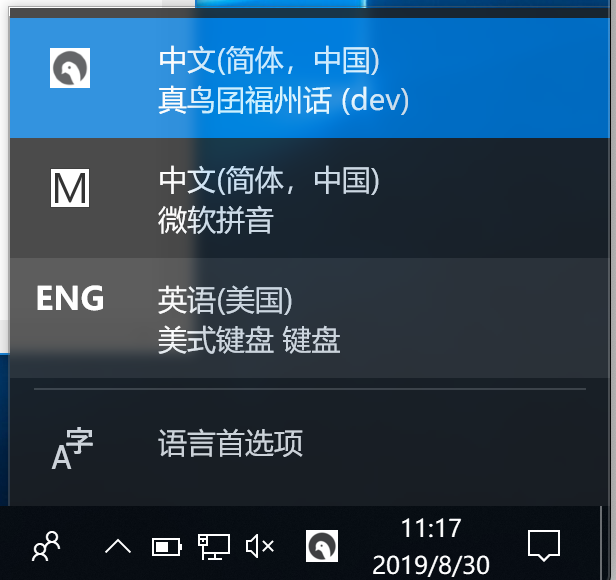 中文(简体，中国)
真鸟囝福州话 (dev)
M
中文(简体，中国)
微软拼音
ENG
英语(美国)
美式键盘 键盘
A字
语言首选项
11:17
2019/8/30